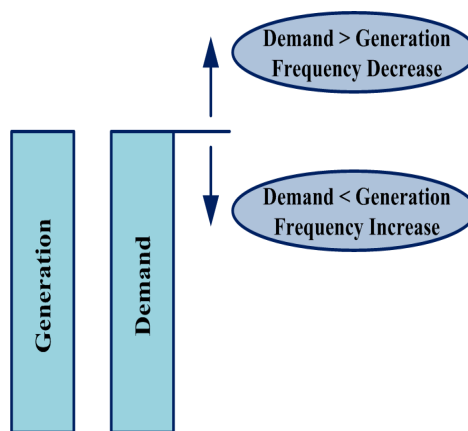 Demand > Generation
Frequency Decrease
Demand < Generation
Frequency Increase
Generation
Demand